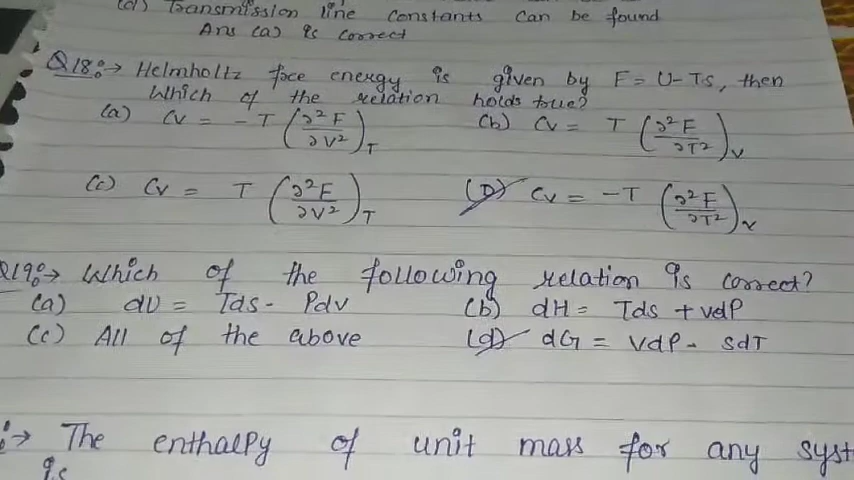 (d) Transmission line constants can be found
Ans (a) is correct
Q18:→ Helmholtz face energy is given by F = U - TS, then
which of the relation holds true?
(a) Cv = - T (∂²F/∂V²)T (b) Cv = T (∂²F/∂T²)V
(c) Cv = T (∂²F/∂V²)T (D) Cv = - T (∂²F/∂T²)V
Q19:→ Which of the following relation is correct?
(a) dU = Tds - Pdv (b) dH = Tds + vdP
(c) All of the above (d) dG = vdP - sdT
:→ The enthalpy of unit mass for any syst
is